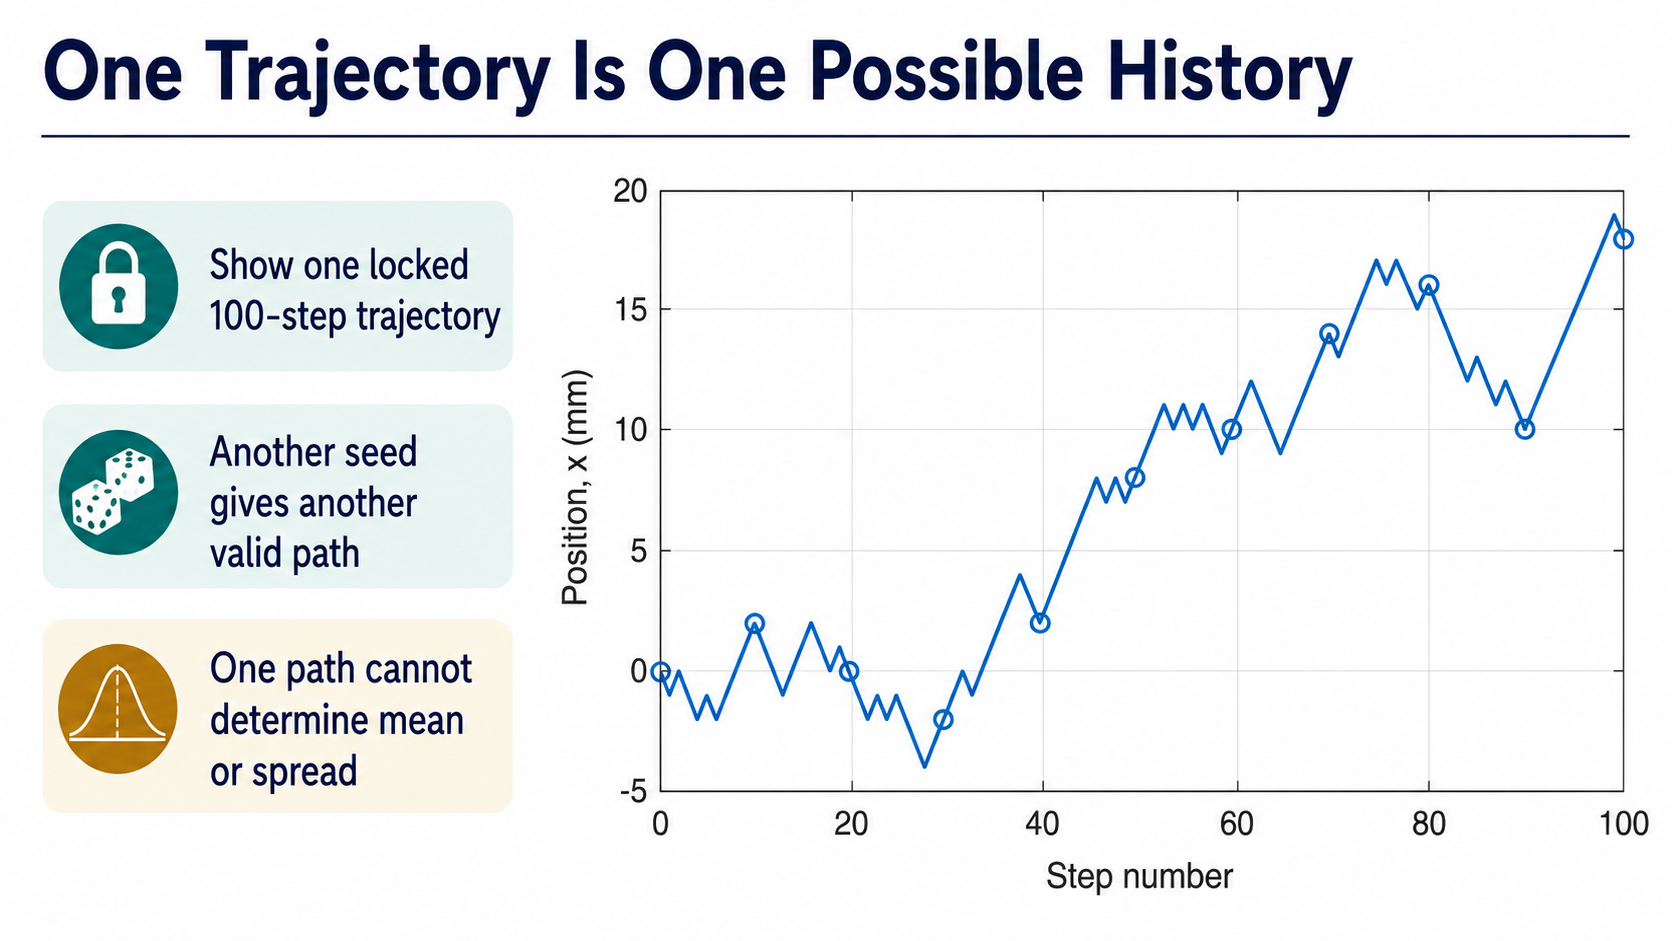 One Trajectory Is One Possible History
Show one locked
100-step trajectory
Another seed
gives another
valid path
One path cannot
determine mean
or spread
Position, x (mm)
20
15
10
5
0
-5
0
20
40
60
80
100
Step number